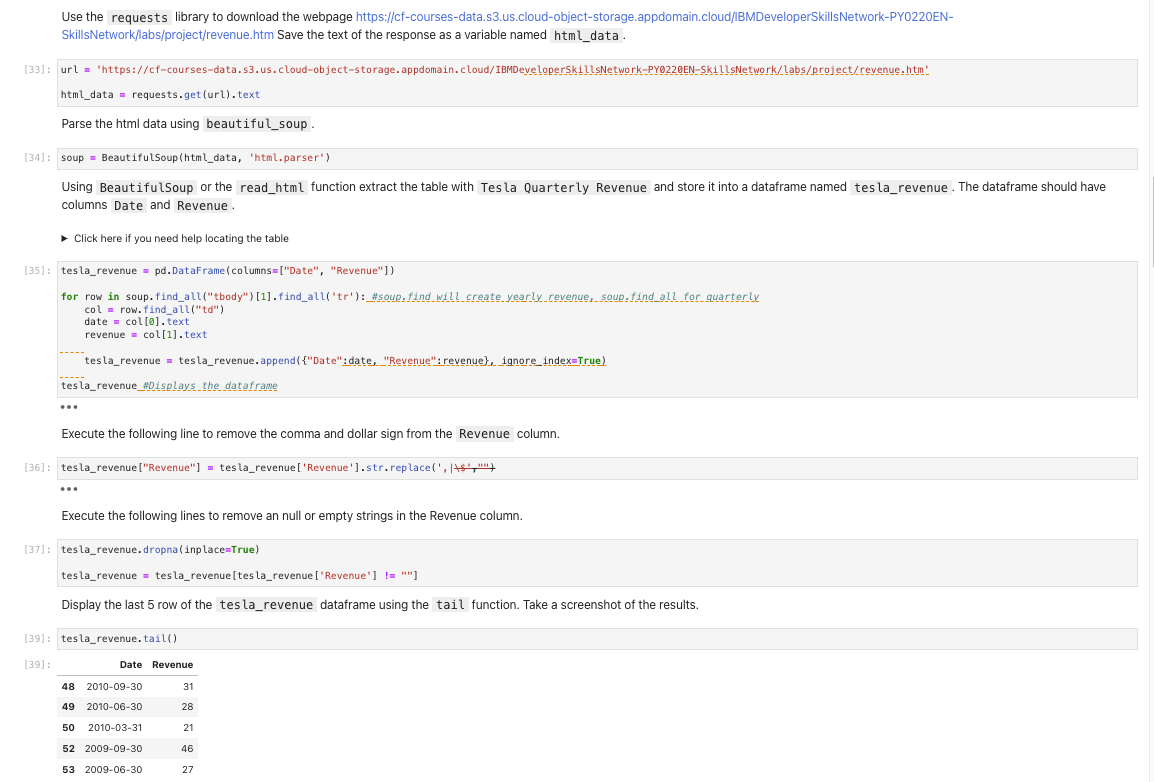 Use the requests library to download the webpage https://cf-courses-data.s3.us.cloud-object-storage.appdomain.cloud/IBMDeveloperSkillsNetwork-PY0220EN-
SkillsNetwork/labs/project/revenue.htm Save the text of the response as a variable named html_data.
[33]: url = 'https://cf-courses-data.s3.us.cloud-object-storage.appdomain.cloud/IBMDeveloperSkillsNetwork-PY0220EN-SkillsNetwork/labs/project/revenue.htm'
html_data = requests.get(url).text
Parse the html data using beautiful_soup.
[34]: soup = BeautifulSoup(html_data, 'html.parser')
Using BeautifulSoup or the read_html function extract the table with Tesla Quarterly Revenue and store it into a dataframe named tesla_revenue. The dataframe should have
columns Date and Revenue.
▶ Click here if you need help locating the table
[35]: tesla_revenue = pd.DataFrame(columns=["Date", "Revenue"])
for row in soup.find_all("tbody")[1].find_all('tr'): #soup.find will create yearly revenue, soup.find_all for quarterly
col = row.find_all("td")
date = col[0].text
revenue = col[1].text
tesla_revenue = tesla_revenue.append({"Date":date, "Revenue":revenue}, ignore_index=True)
tesla_revenue #Displays the dataframe
•••
Execute the following line to remove the comma and dollar sign from the Revenue column.
[36]: tesla_revenue["Revenue"] = tesla_revenue['Revenue'].str.replace(',|\$',"")
•••
Execute the following lines to remove an null or empty strings in the Revenue column.
[37]: tesla_revenue.dropna(inplace=True)
tesla_revenue = tesla_revenue[tesla_revenue['Revenue'] != ""]
Display the last 5 row of the tesla_revenue dataframe using the tail function. Take a screenshot of the results.
[39]: tesla_revenue.tail()
[39]: Date Revenue
48 2010-09-30 31
49 2010-06-30 28
50 2010-03-31 21
52 2009-09-30 46
53 2009-06-30 27